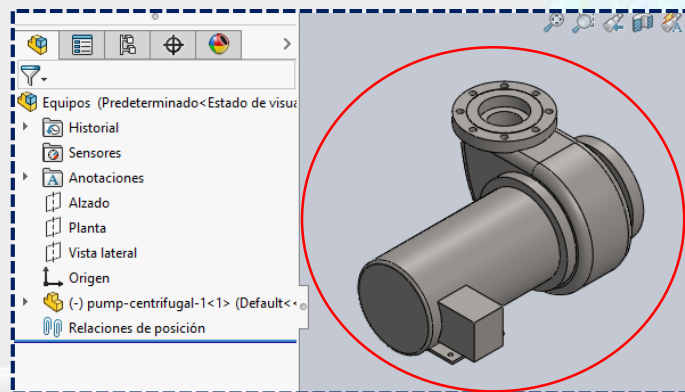 Equipos (Predeterminado<Estado de visua
Historial
Sensores
A Anotaciones
Alzado
Planta
Vista lateral
Origen
(-) pump-centrifugal-1<1> (Default<<
Relaciones de posición